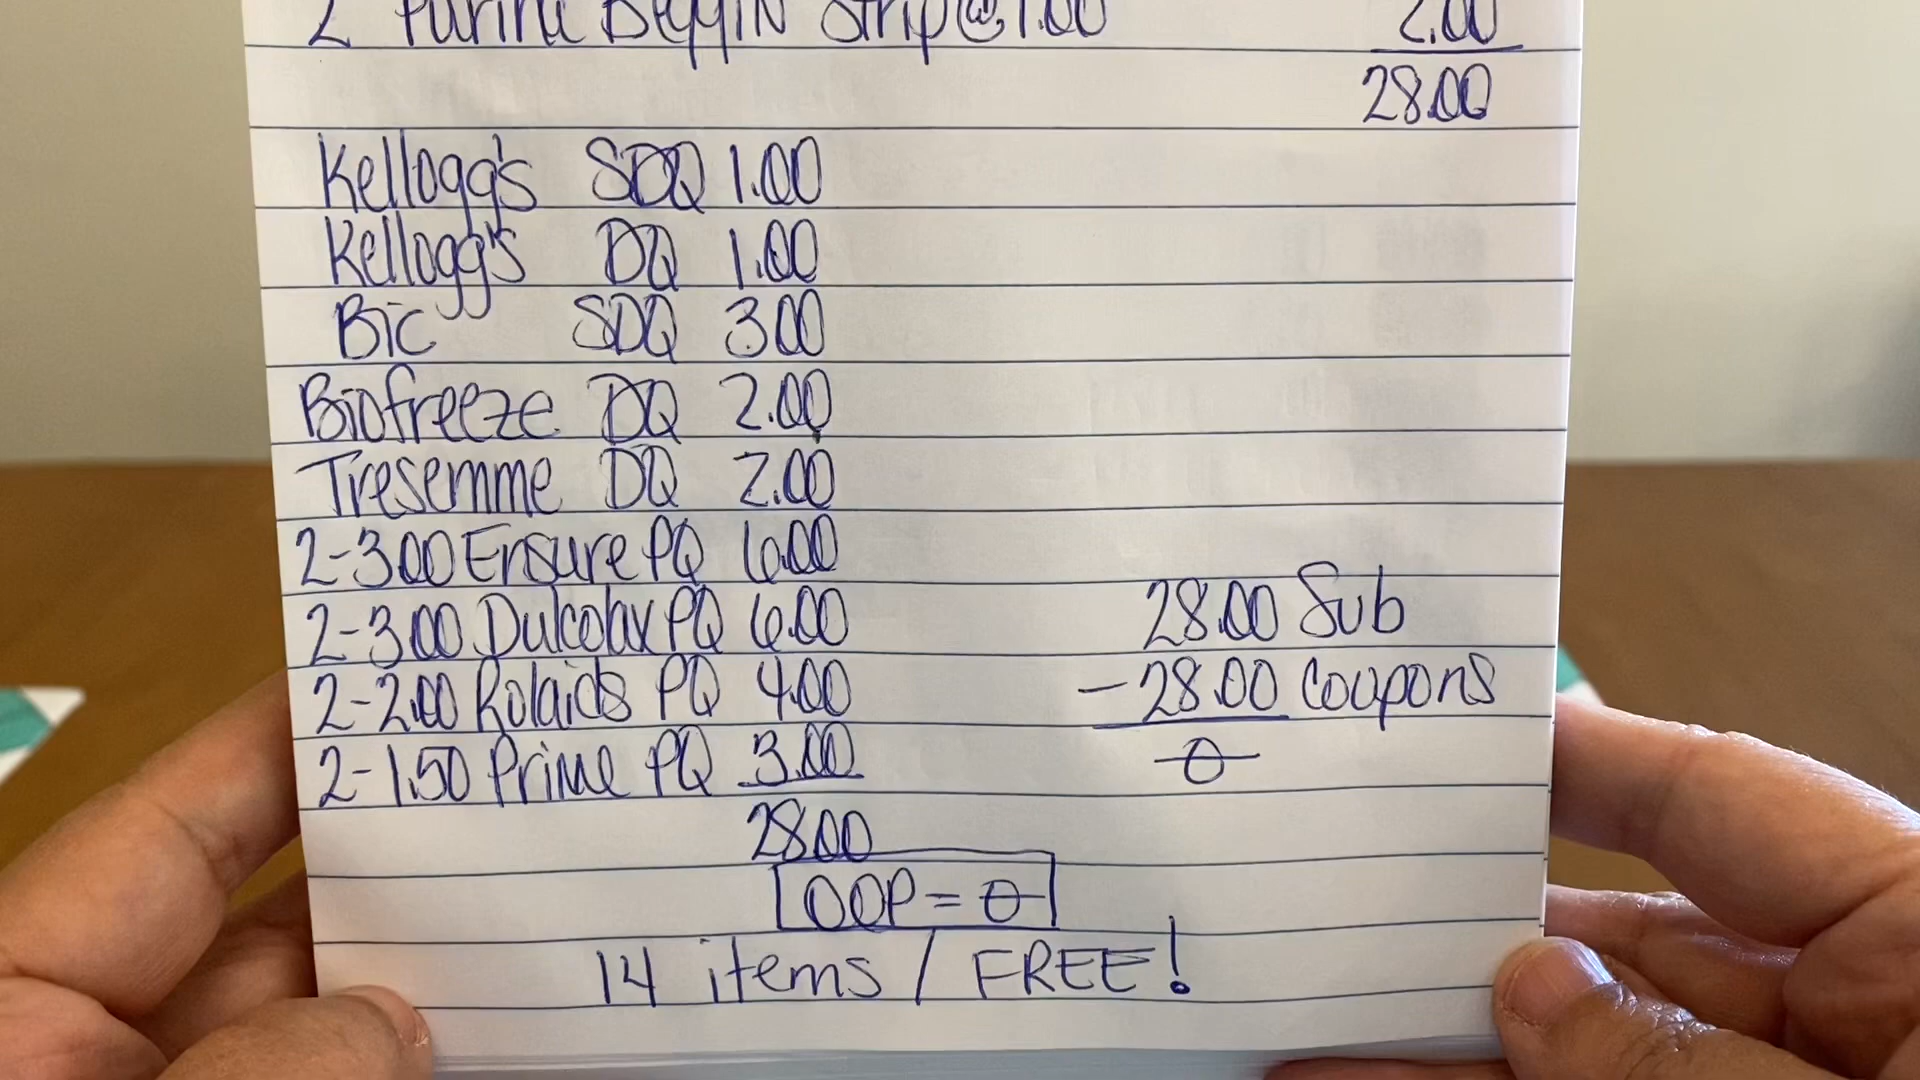 2 Purina Beggin Strip @ 1.00 2.00
28.00
Kellogg's SDQ 1.00
Kellogg's DQ 1.00
Bic SDQ 3.00
Biofreeze DQ 2.00
Tresemme DQ 2.00
2-3.00 Ensure PQ 6.00
2-3.00 Dulcolax PQ 6.00
2-2.00 Rolaids PQ 4.00
2-1.50 Prime PQ 3.00
28.00
28.00 Sub
- 28.00 Coupons
0
OOP = 0
14 items / FREE!